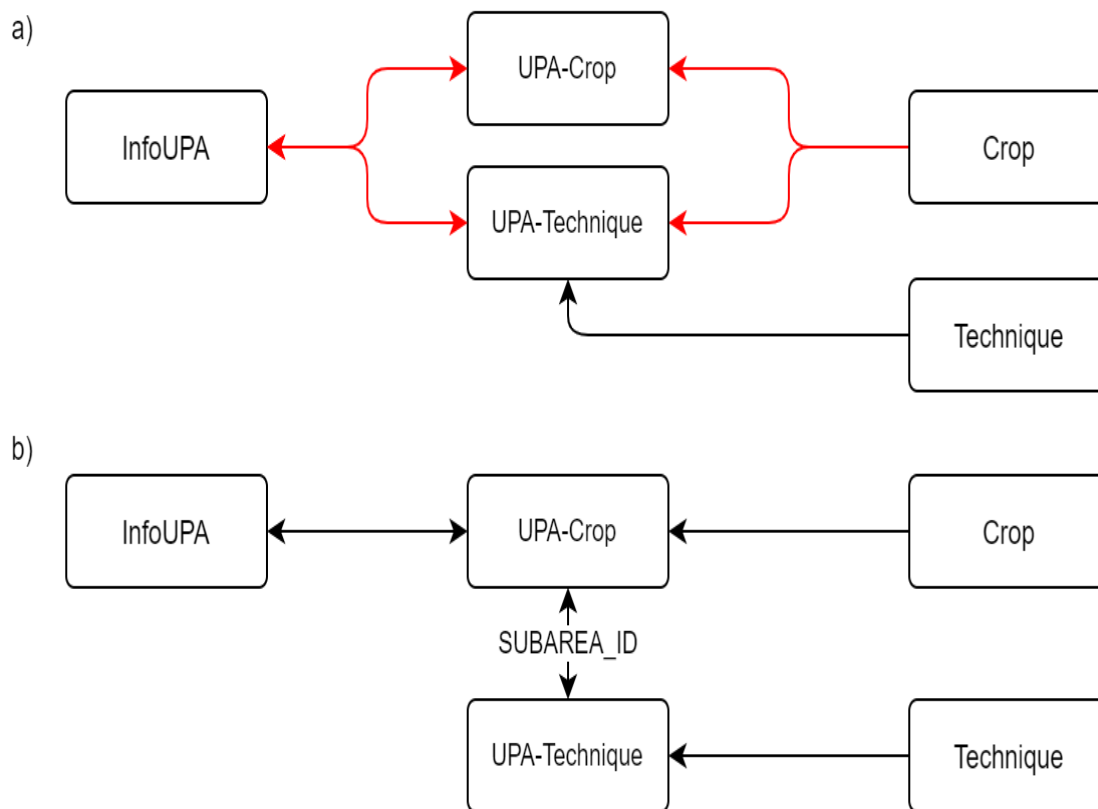 a)
UPA-Crop
InfoUPA
Crop
UPA-Technique
Technique
b)
InfoUPA
UPA-Crop
Crop
SUBAREA_ID
UPA-Technique
Technique